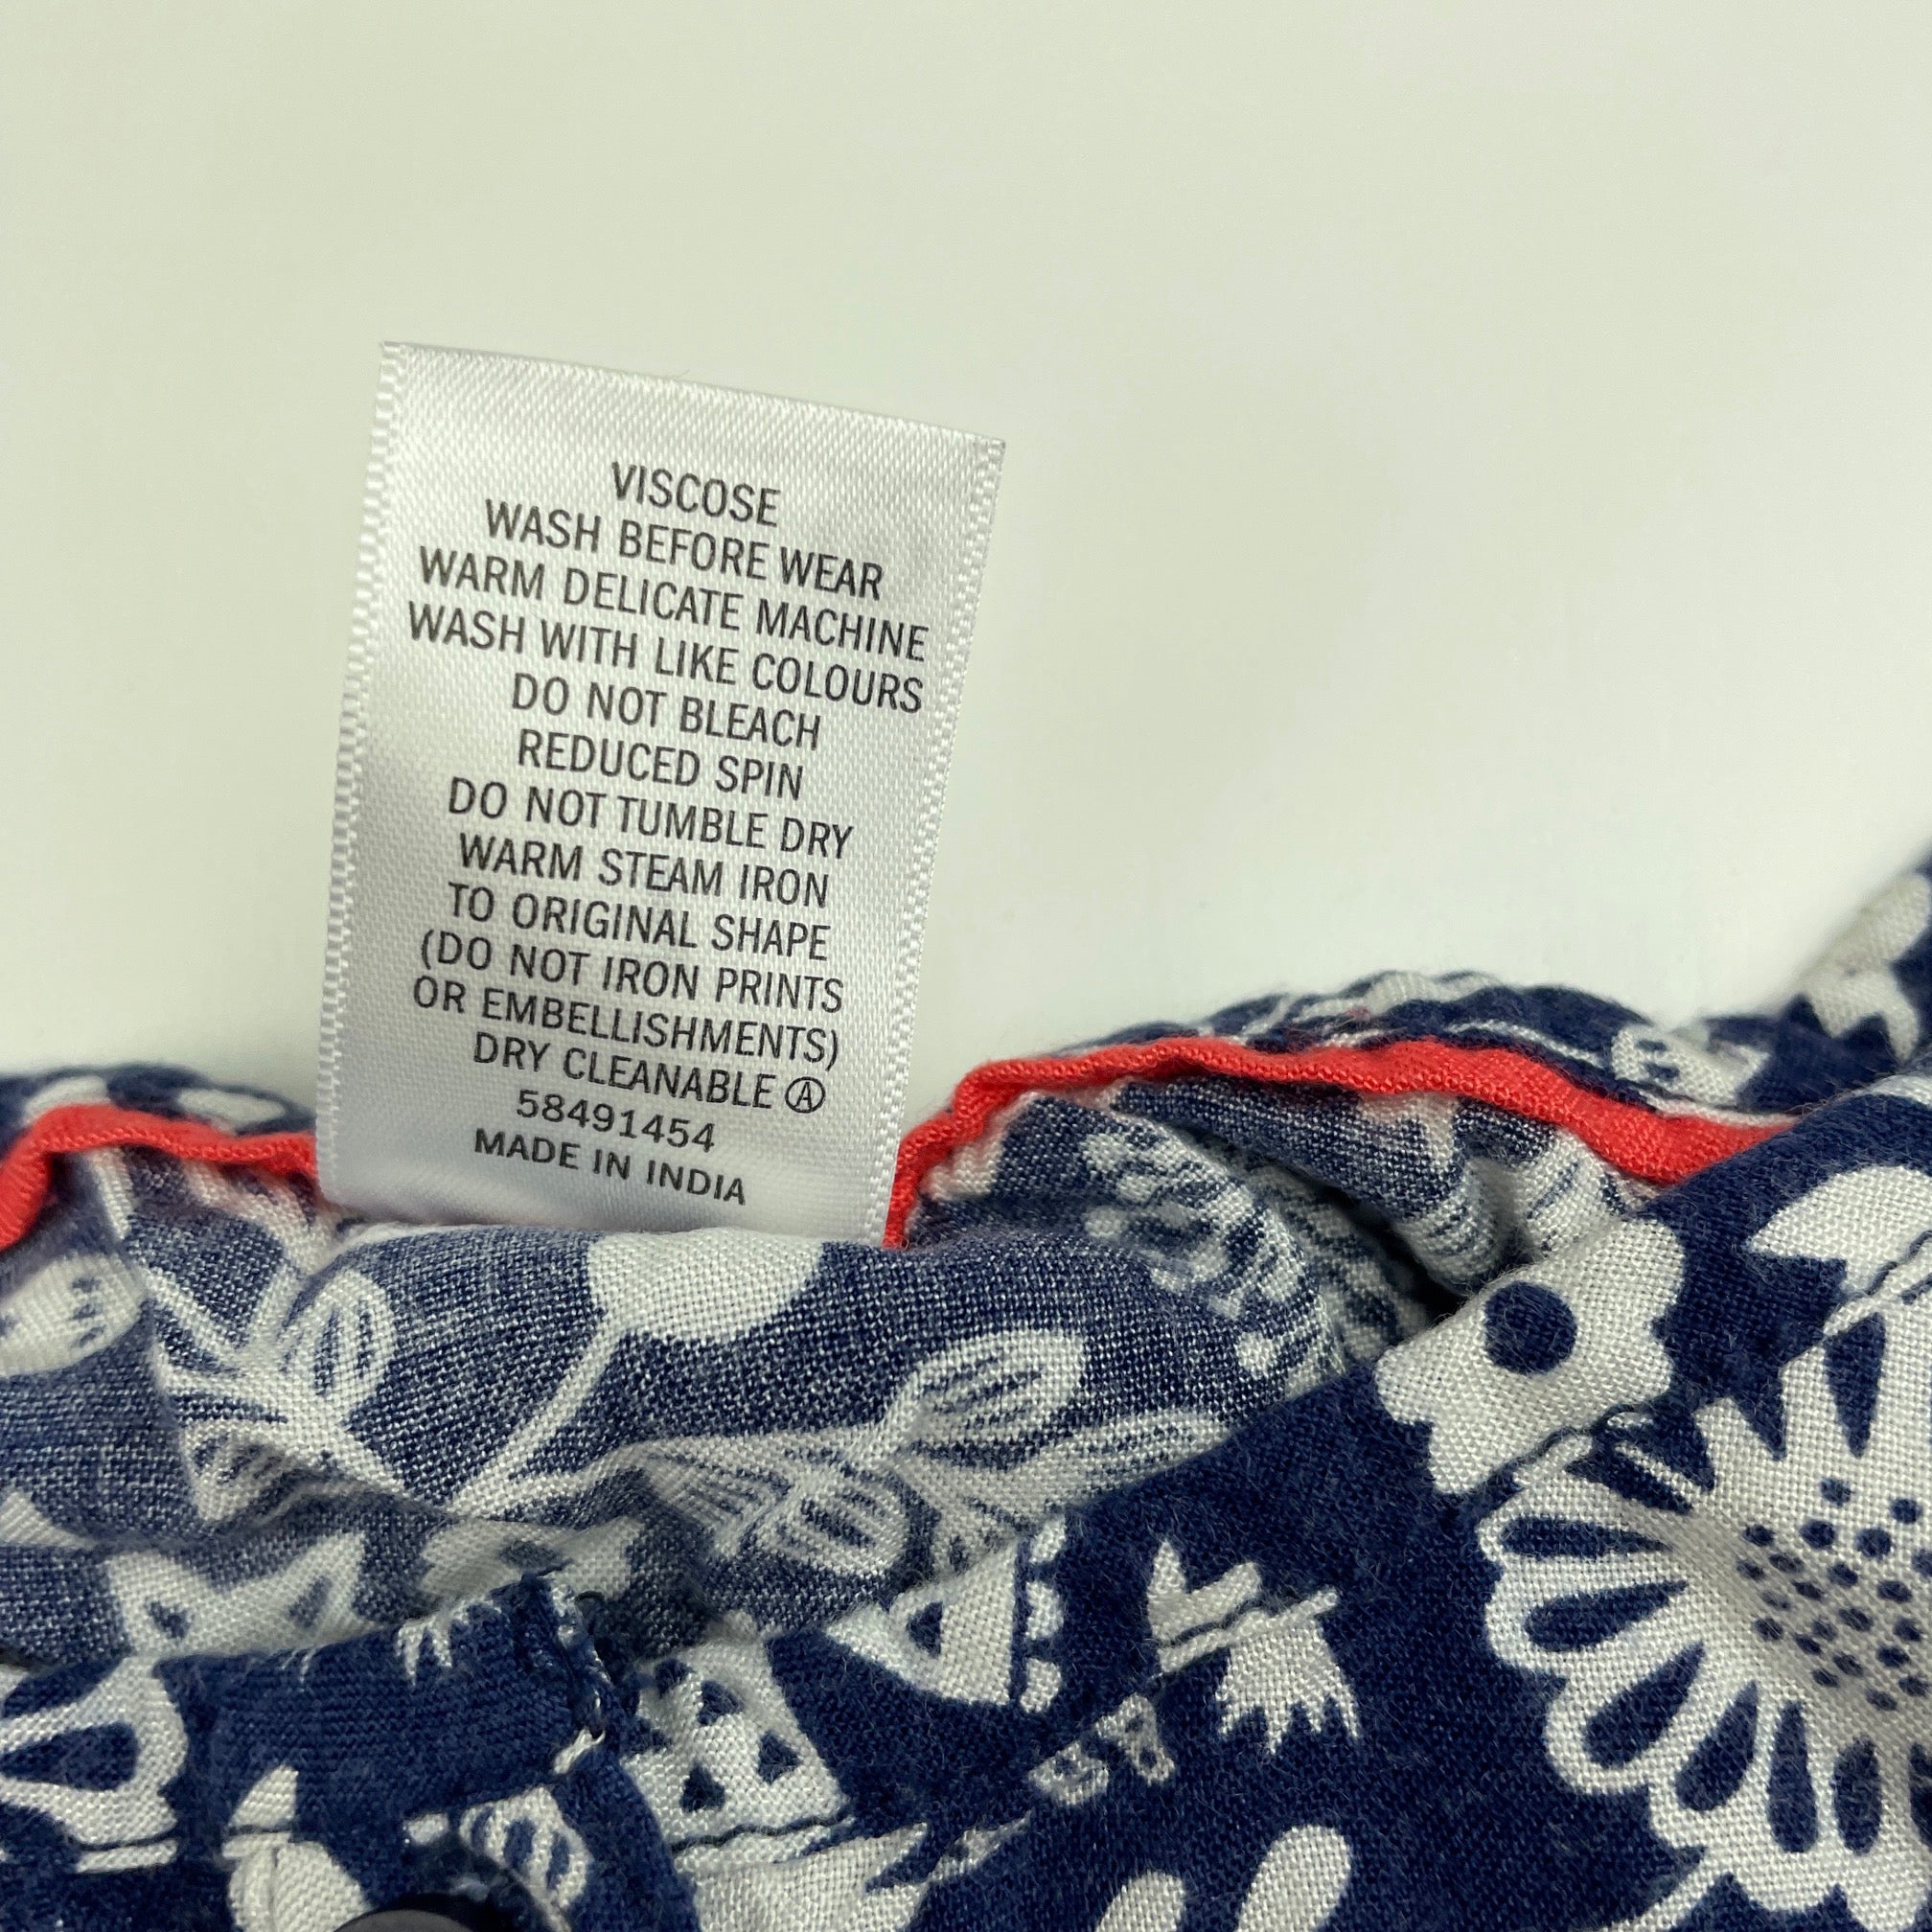 VISCOSE
WASH BEFORE WEAR
WARM DELICATE MACHINE
WASH WITH LIKE COLOURS
DO NOT BLEACH
REDUCED SPIN
DO NOT TUMBLE DRY
WARM STEAM IRON
TO ORIGINAL SHAPE
(DO NOT IRON PRINTS
OR EMBELLISHMENTS)
DRY CLEANABLE Ⓐ
58491454
MADE IN INDIA